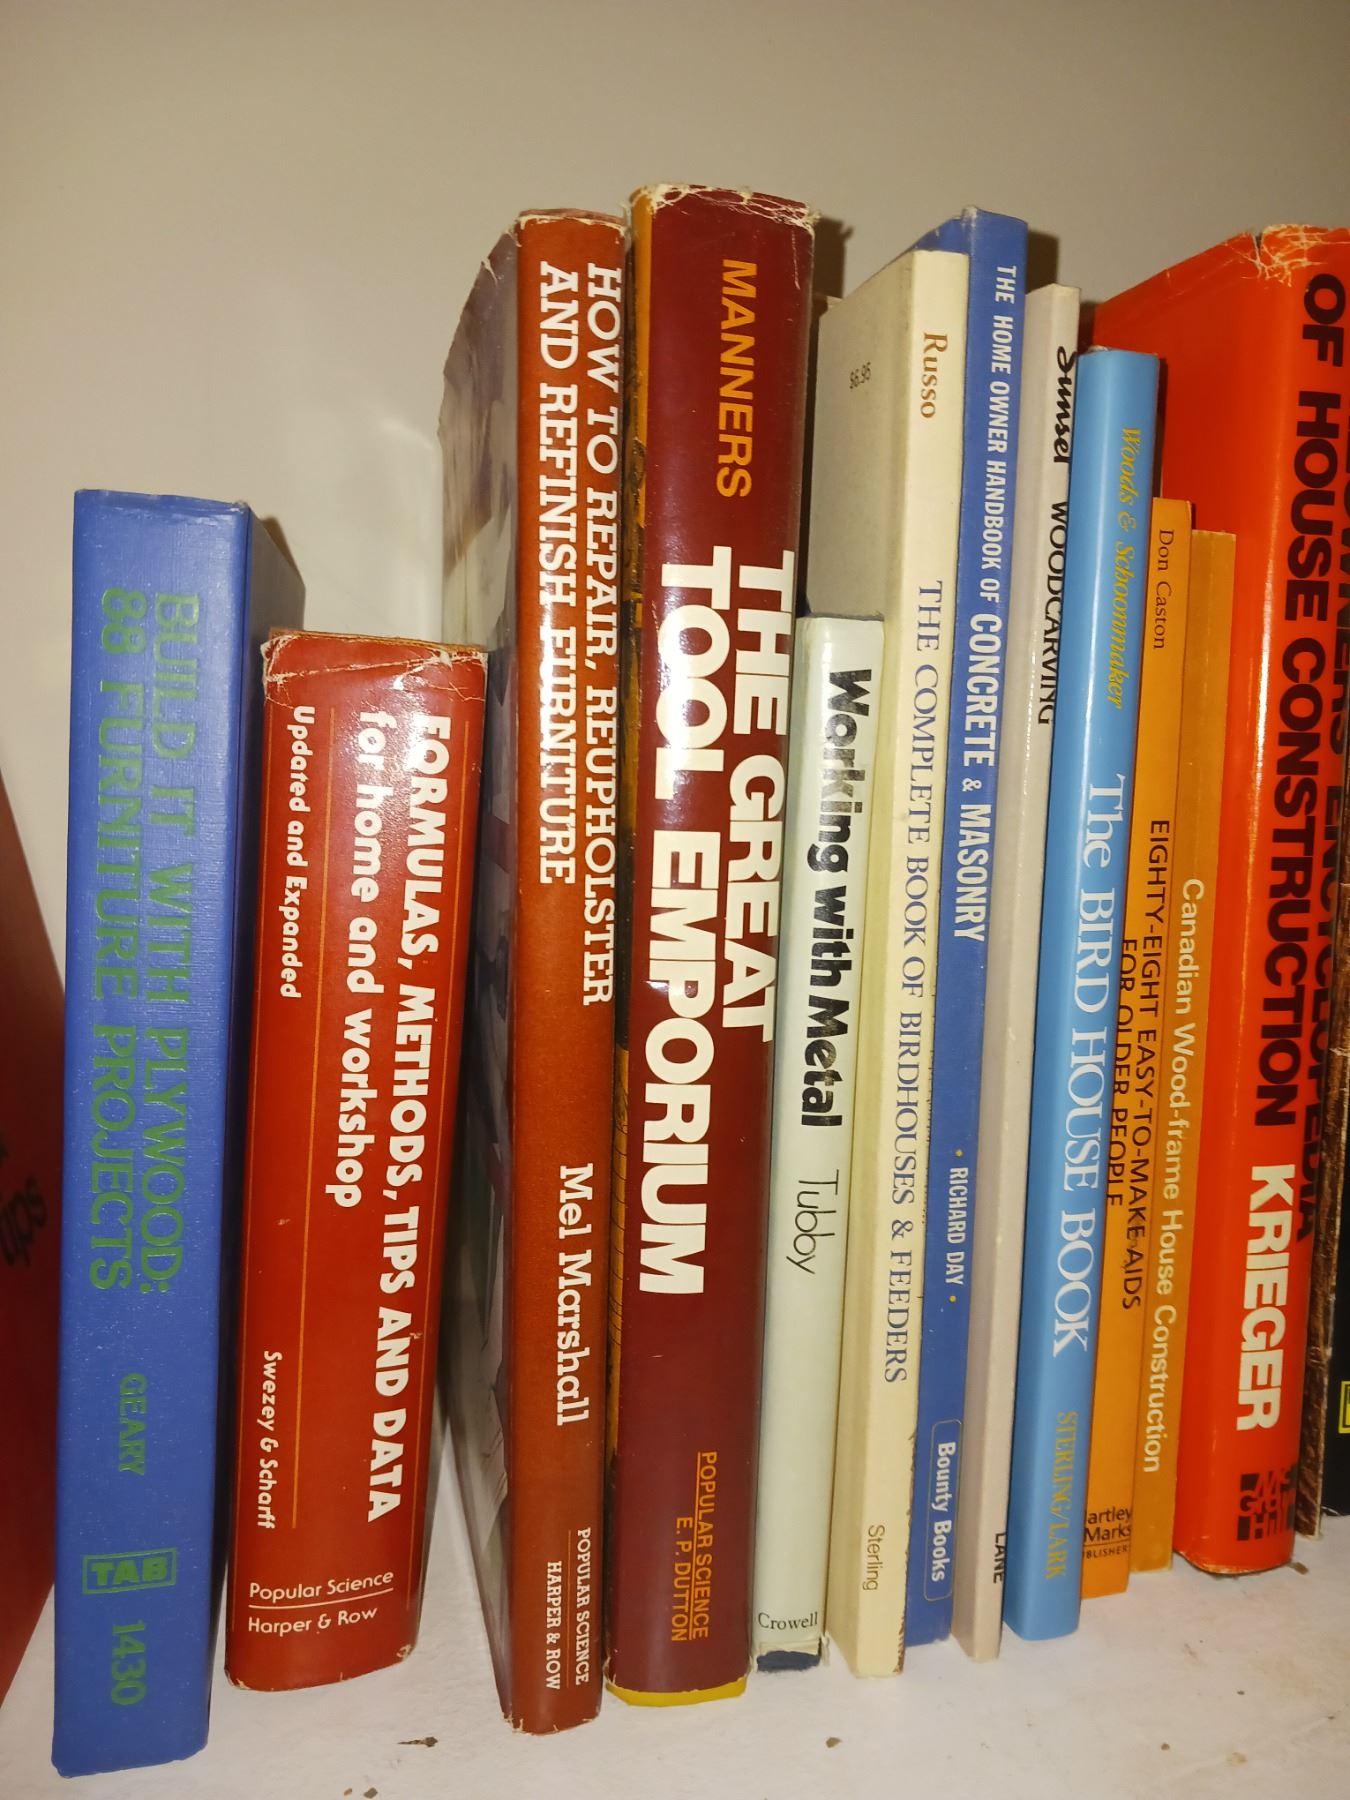 ips
BUILD IT WITH PLYWOOD:
88 FURNITURE PROJECTS
GEARY
TAB
1430
FORMULAS, METHODS, TIPS AND DATA
for home and workshop
Updated and Expanded
Swezey & Scharff
Popular Science
Harper & Row
HOW TO REPAIR, REUPHOLSTER
AND REFINISH FURNITURE
Mel Marshall
POPULAR SCIENCE
HARPER & ROW
MANNERS
THE GREAT
TOOL EMPORIUM
POPULAR SCIENCE
E. P. DUTTON
Working with Metal
Tubby
Crowell
$6.95
Russo
THE COMPLETE BOOK OF BIRDHOUSES & FEEDERS
Sterling
THE HOME OWNER HANDBOOK OF CONCRETE & MASONRY
• RICHARD DAY •
Bounty Books
Sunset WOODCARVING
LANE
Woods & Schoonmaker
The BIRD HOUSE BOOK
STERLING/LARK
Don Caston
EIGHTY-EIGHT EASY-TO-MAKE AIDS
FOR OLDER PEOPLE
artley
Marks
UBLISHERS
Canadian Wood-frame House Construction
OF HOUSE CONSTRUCTION
KRIEGER